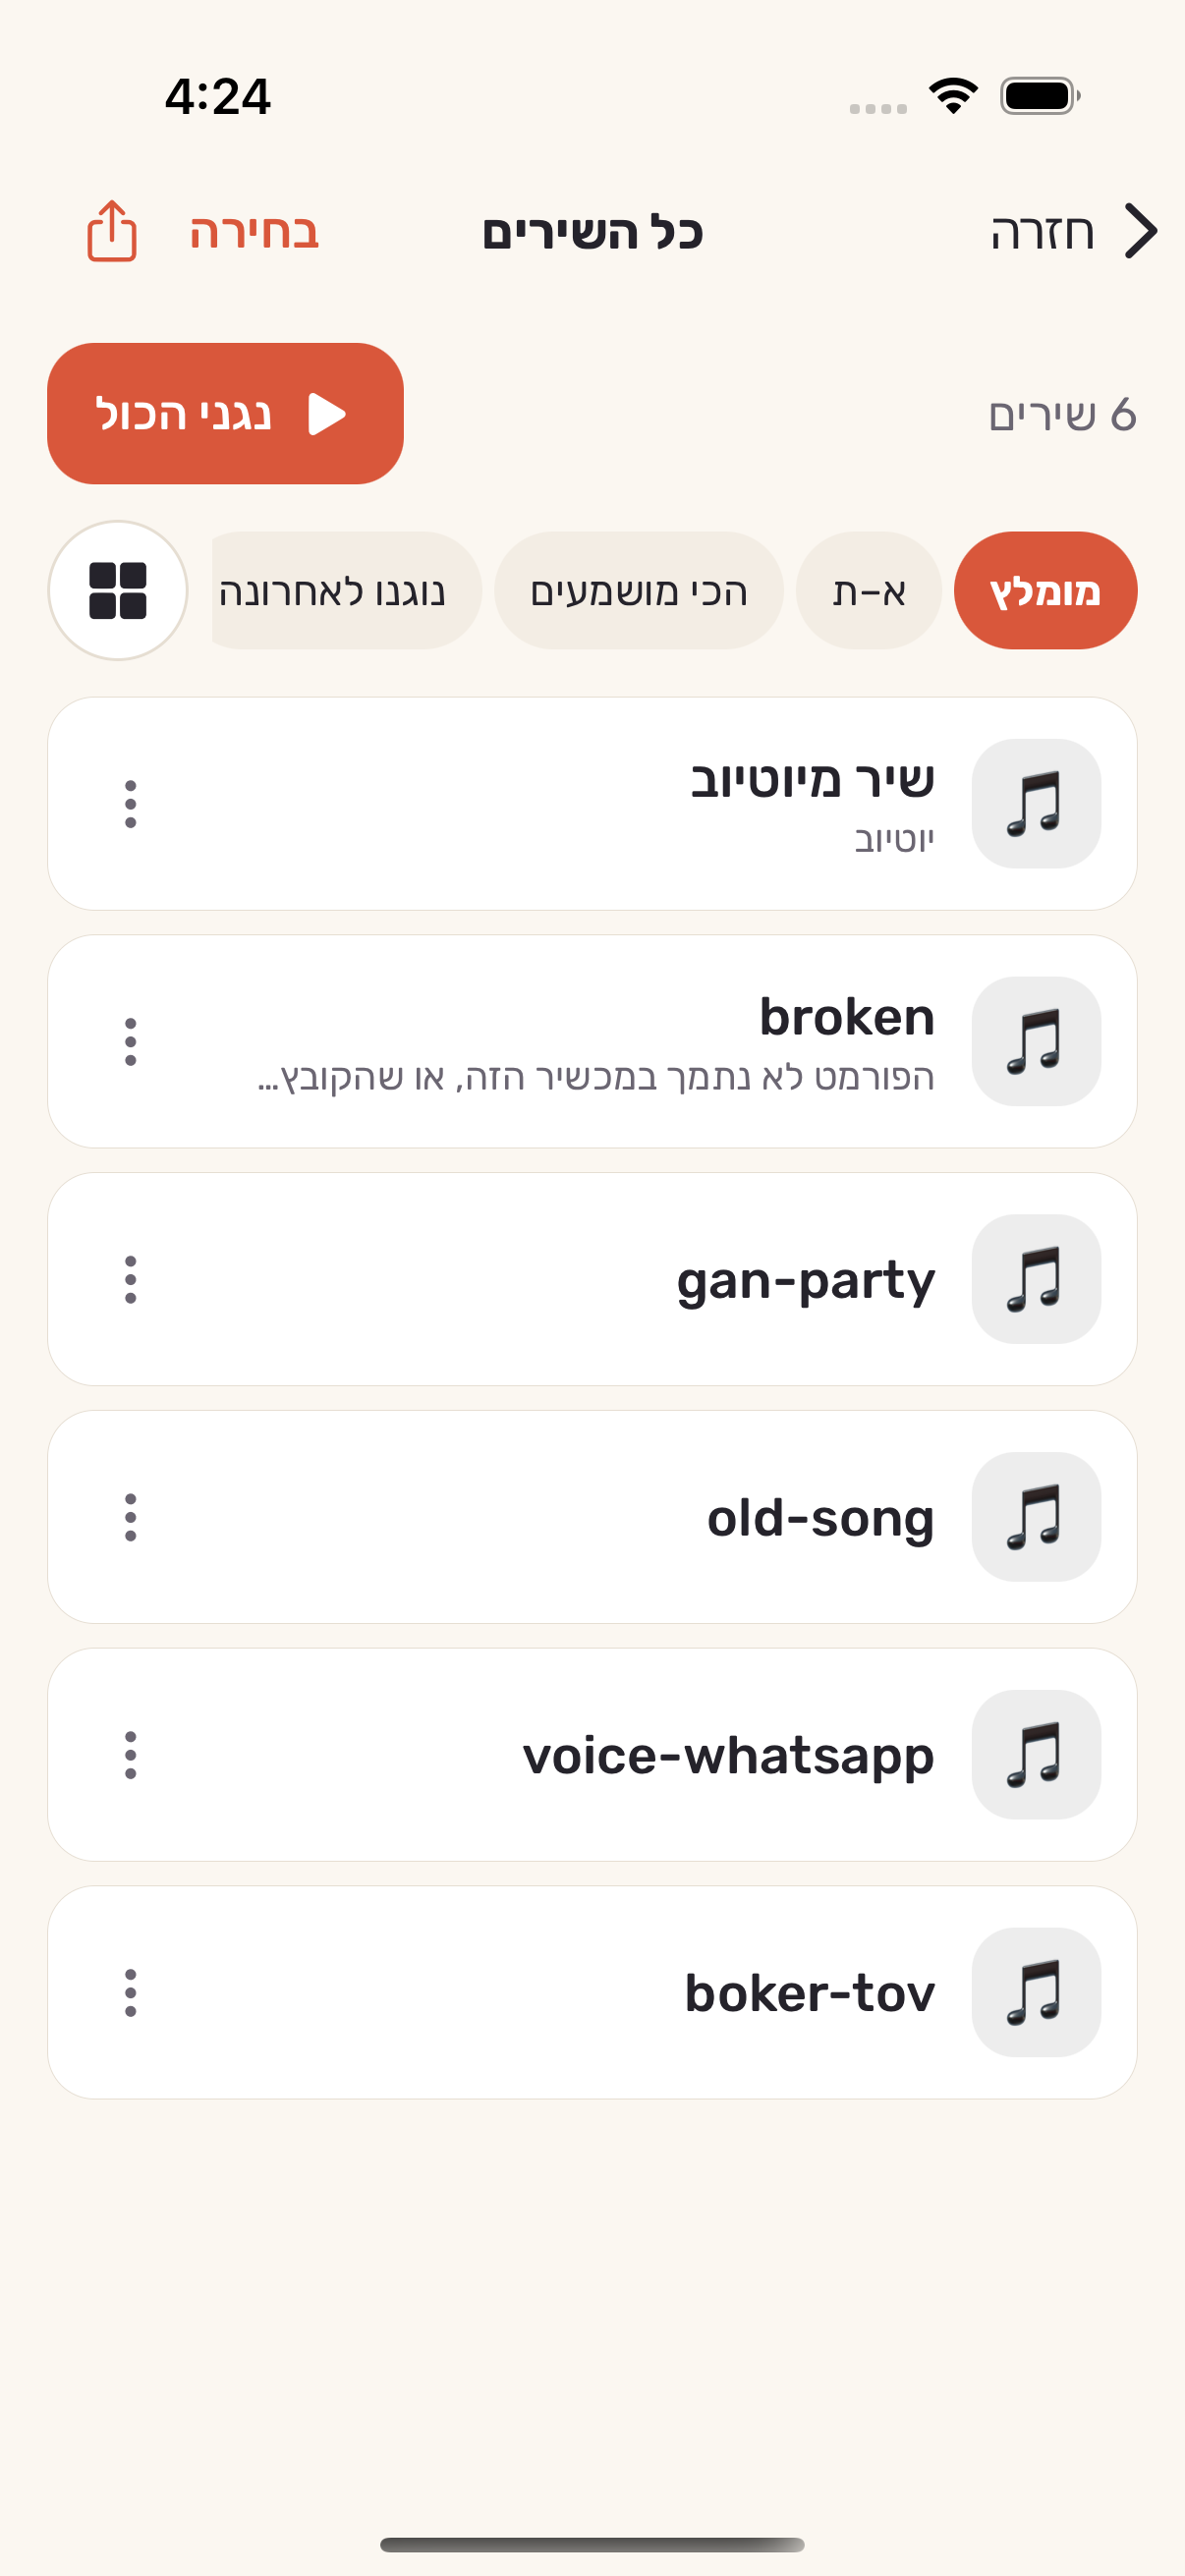 4:24
חזרה
כל השירים
בחירה
6 שירים
נגני הכול
מומלץ
א-ת
הכי מושמעים
נוגנו לאחרונה
שיר מיוטיוב
יוטיוב
broken
הפורמט לא נתמך במכשיר הזה, או שהקובץ...
gan-party
old-song
voice-whatsapp
boker-tov